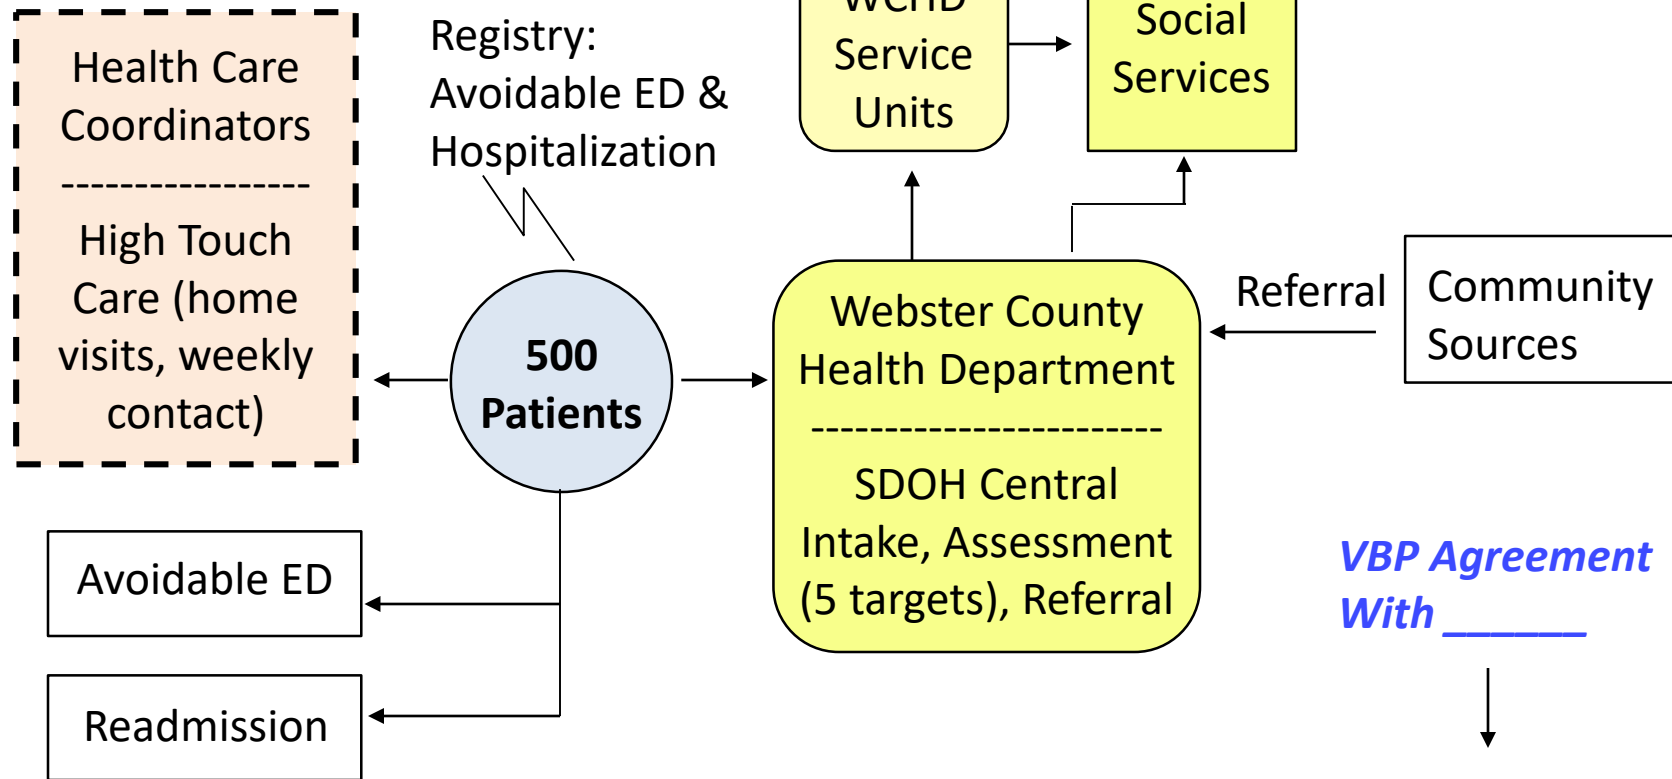 Health Care
Coordinators
-----------------
High Touch
Care (home
visits, weekly
contact)
Registry:
Avoidable ED &
Hospitalization
WCHD
Service
Units
Social
Services
500
Patients
Webster County
Health Department
------------------------
SDOH Central
Intake, Assessment
(5 targets), Referral
Referral
Community
Sources
Avoidable ED
Readmission
VBP Agreement
With ______